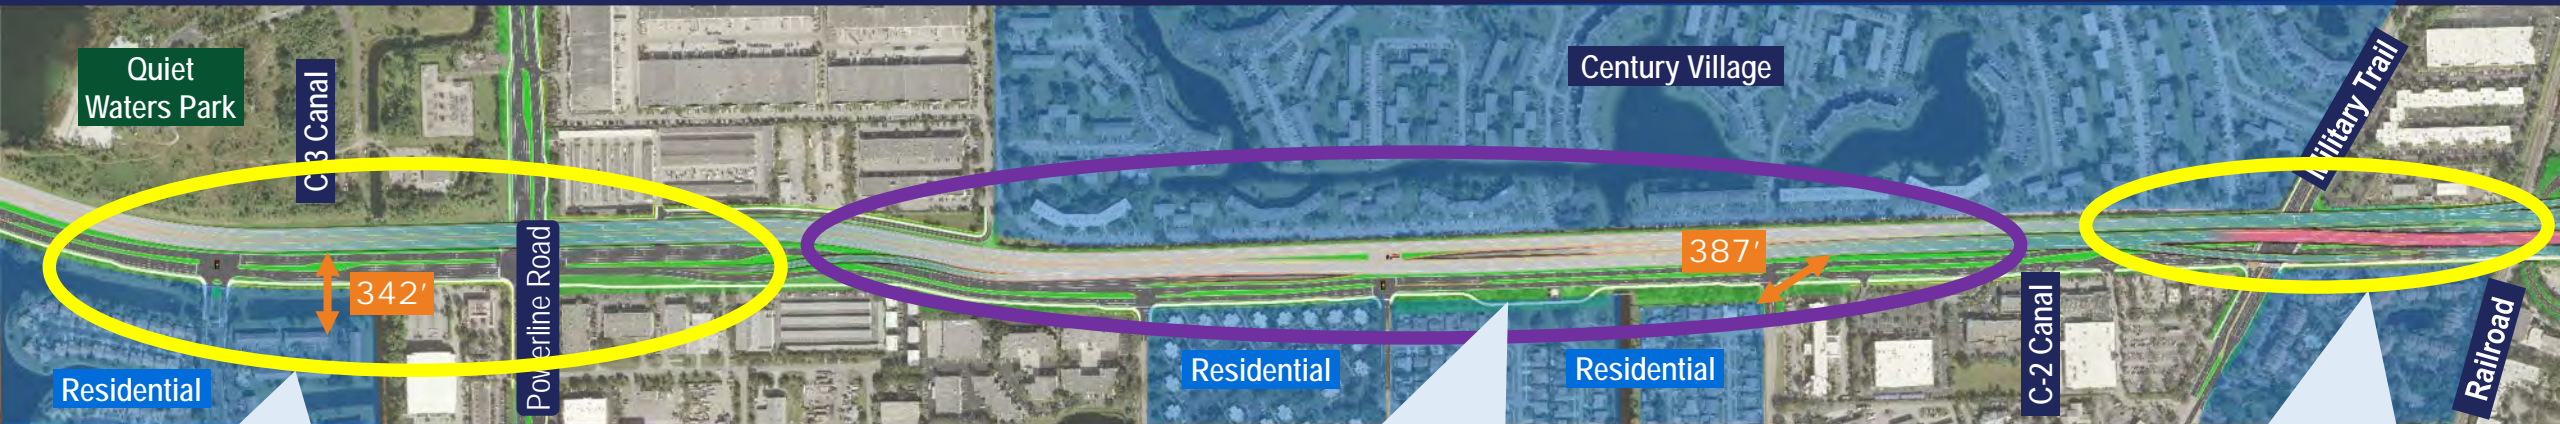 Quiet
Waters Park
C-3 Canal
Century Village
Military Trail
342′
Powerline Road
387′
Residential
Residential
Residential
C-2 Canal
Railroad